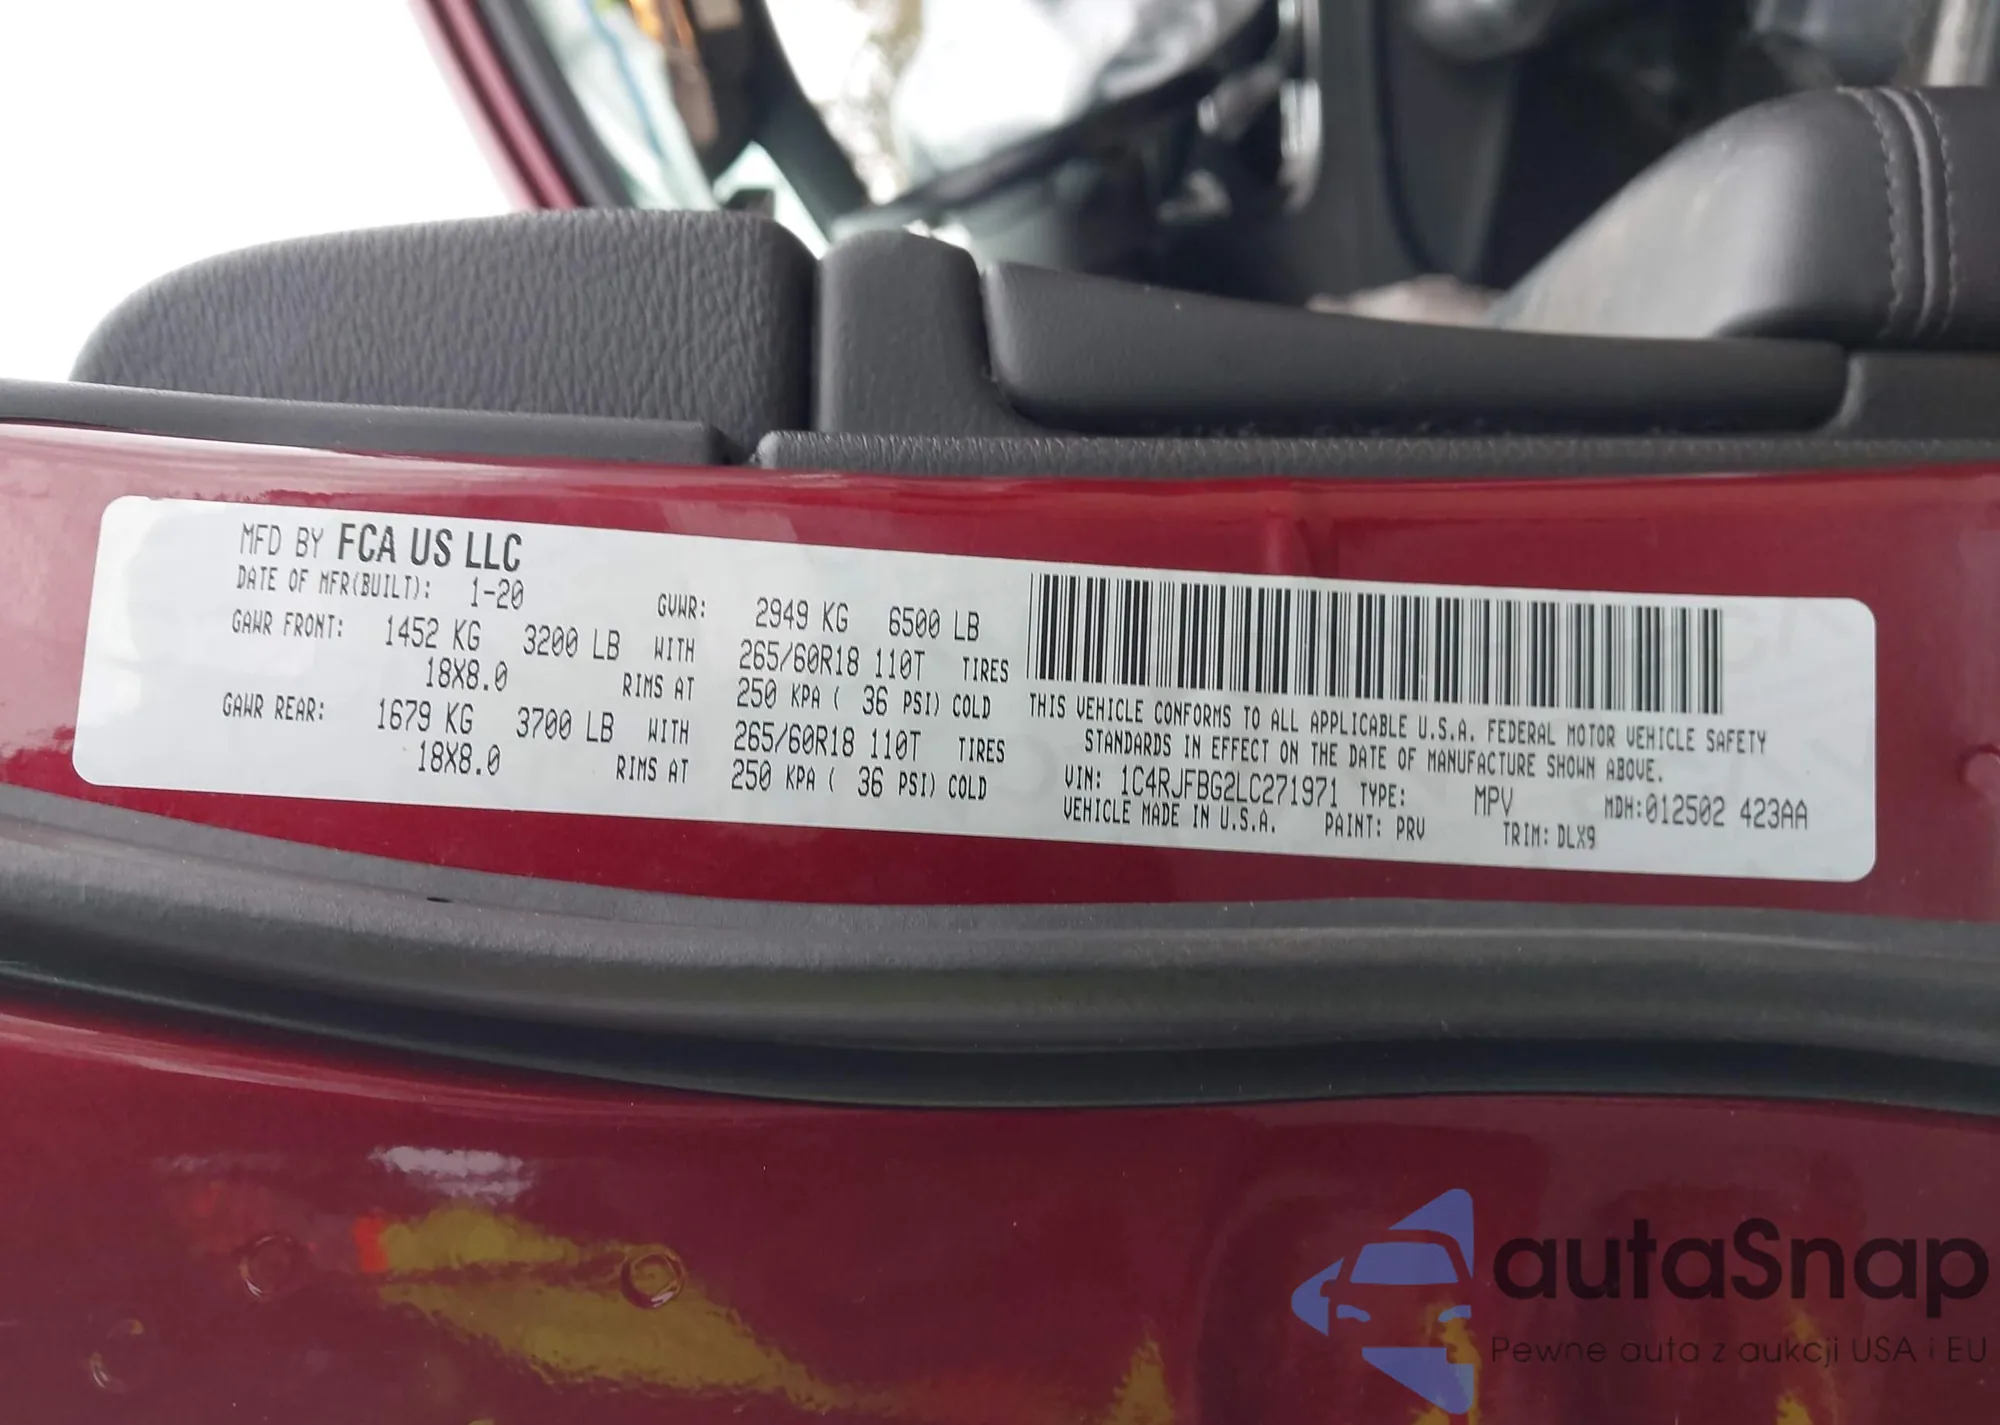 MFD BY FCA US LLC
DATE OF MFR(BUILT): 1-20 GVWR: 2949 KG 6500 LB
GAWR FRONT: 1452 KG 3200 LB WITH 265/60R18 110T TIRES
18X8.0 RIMS AT 250 KPA ( 36 PSI) COLD
GAWR REAR: 1679 KG 3700 LB WITH 265/60R18 110T TIRES
18X8.0 RIMS AT 250 KPA ( 36 PSI) COLD
THIS VEHICLE CONFORMS TO ALL APPLICABLE U.S.A. FEDERAL MOTOR VEHICLE SAFETY
STANDARDS IN EFFECT ON THE DATE OF MANUFACTURE SHOWN ABOVE.
VIN: 1C4RJFBG2LC271971 TYPE: MPV MDH:012502 423AA
VEHICLE MADE IN U.S.A. PAINT: PRV TRIM: DLX9
autaSnap
Pewne auta z aukcji USA i EU